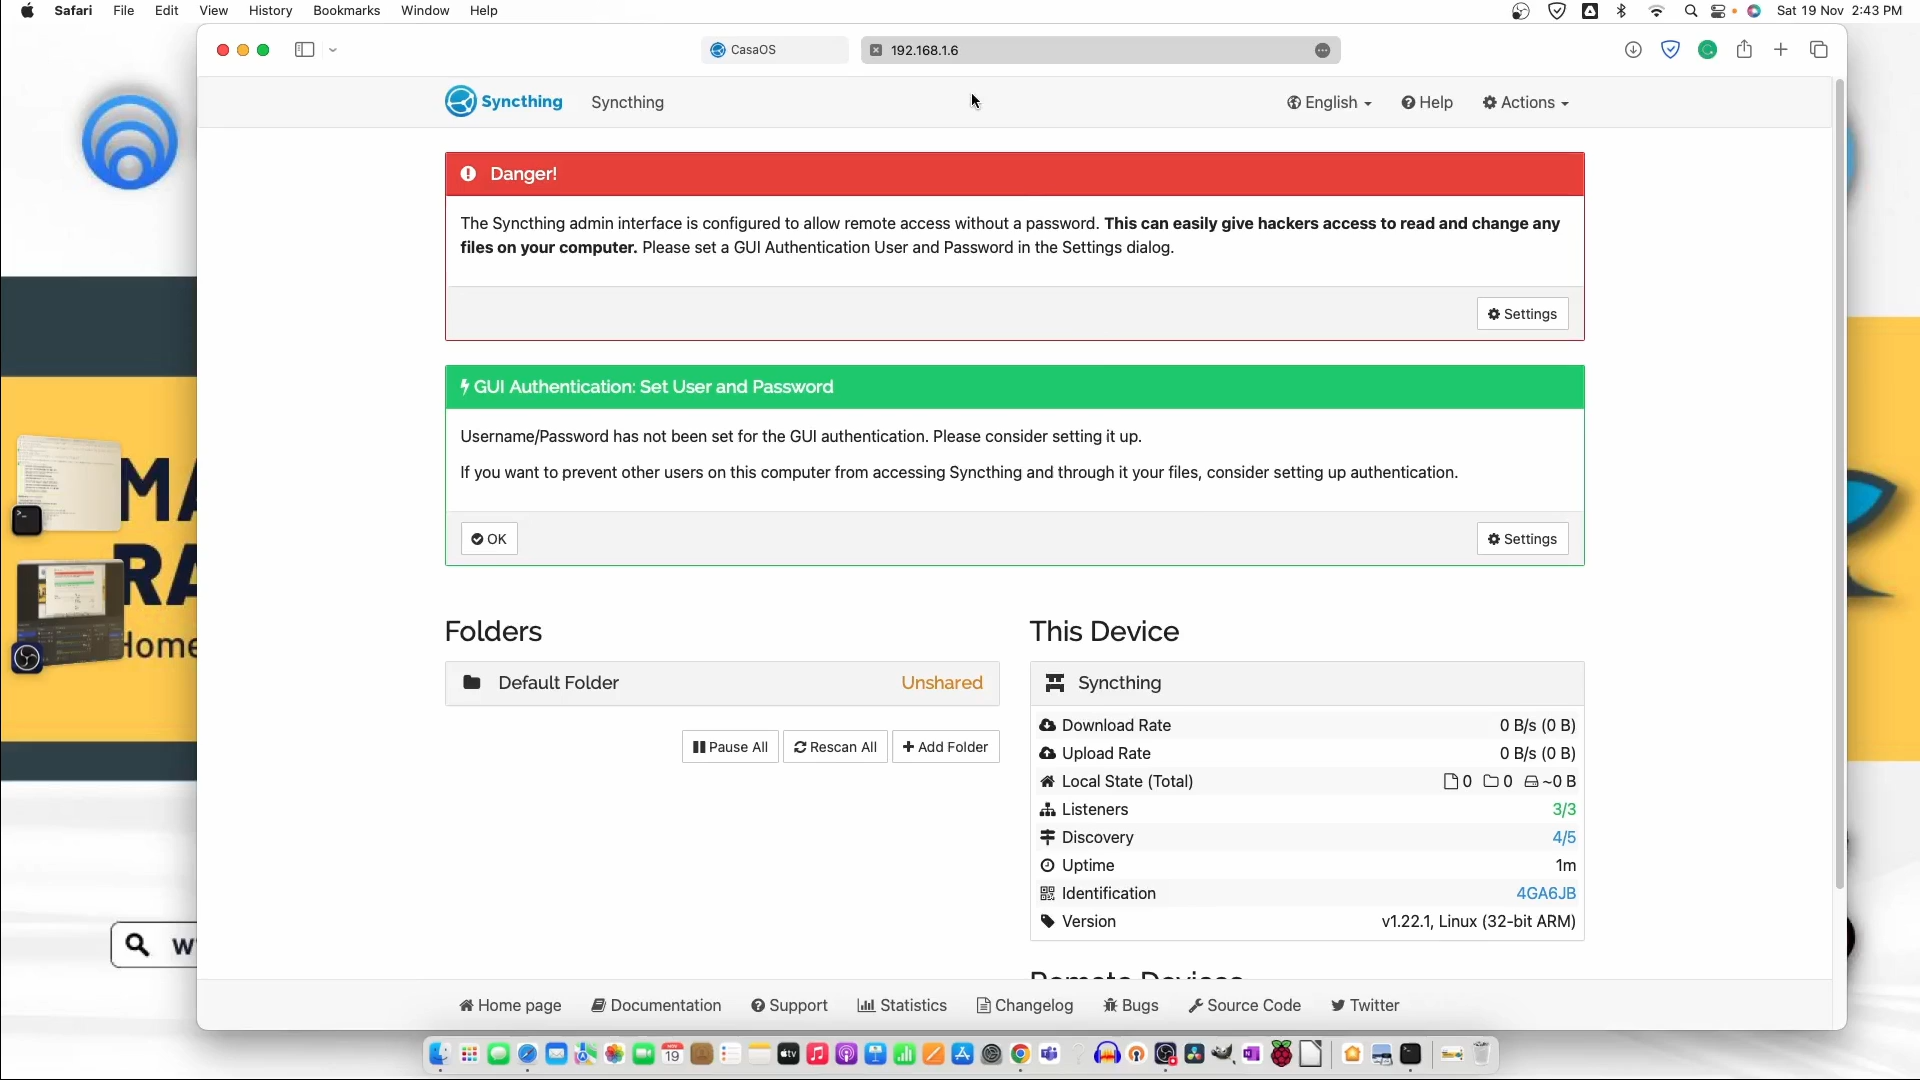 Safari File Edit View History Bookmarks Window Help
Sat 19 Nov 2:43 PM
CasaOS
192.168.1.6
Syncthing
Syncthing
English
Help
Actions
Danger!
The Syncthing admin interface is configured to allow remote access without a password. This can easily give hackers access to read and change any
files on your computer. Please set a GUI Authentication User and Password in the Settings dialog.
Settings
GUI Authentication: Set User and Password
Username/Password has not been set for the GUI authentication. Please consider setting it up.
If you want to prevent other users on this computer from accessing Syncthing and through it your files, consider setting up authentication.
OK
Settings
MA
RA
Home
Folders
Default Folder Unshared
Pause All Rescan All Add Folder
This Device
Syncthing
Download Rate 0 B/s (0 B)
Upload Rate 0 B/s (0 B)
Local State (Total) 0 0 ~0 B
Listeners 3/3
Discovery 4/5
Uptime 1m
Identification 4GA6JB
Version v1.22.1, Linux (32-bit ARM)
Remote Devices
Home page Documentation Support Statistics Changelog Bugs Source Code Twitter
NOV
19
tv